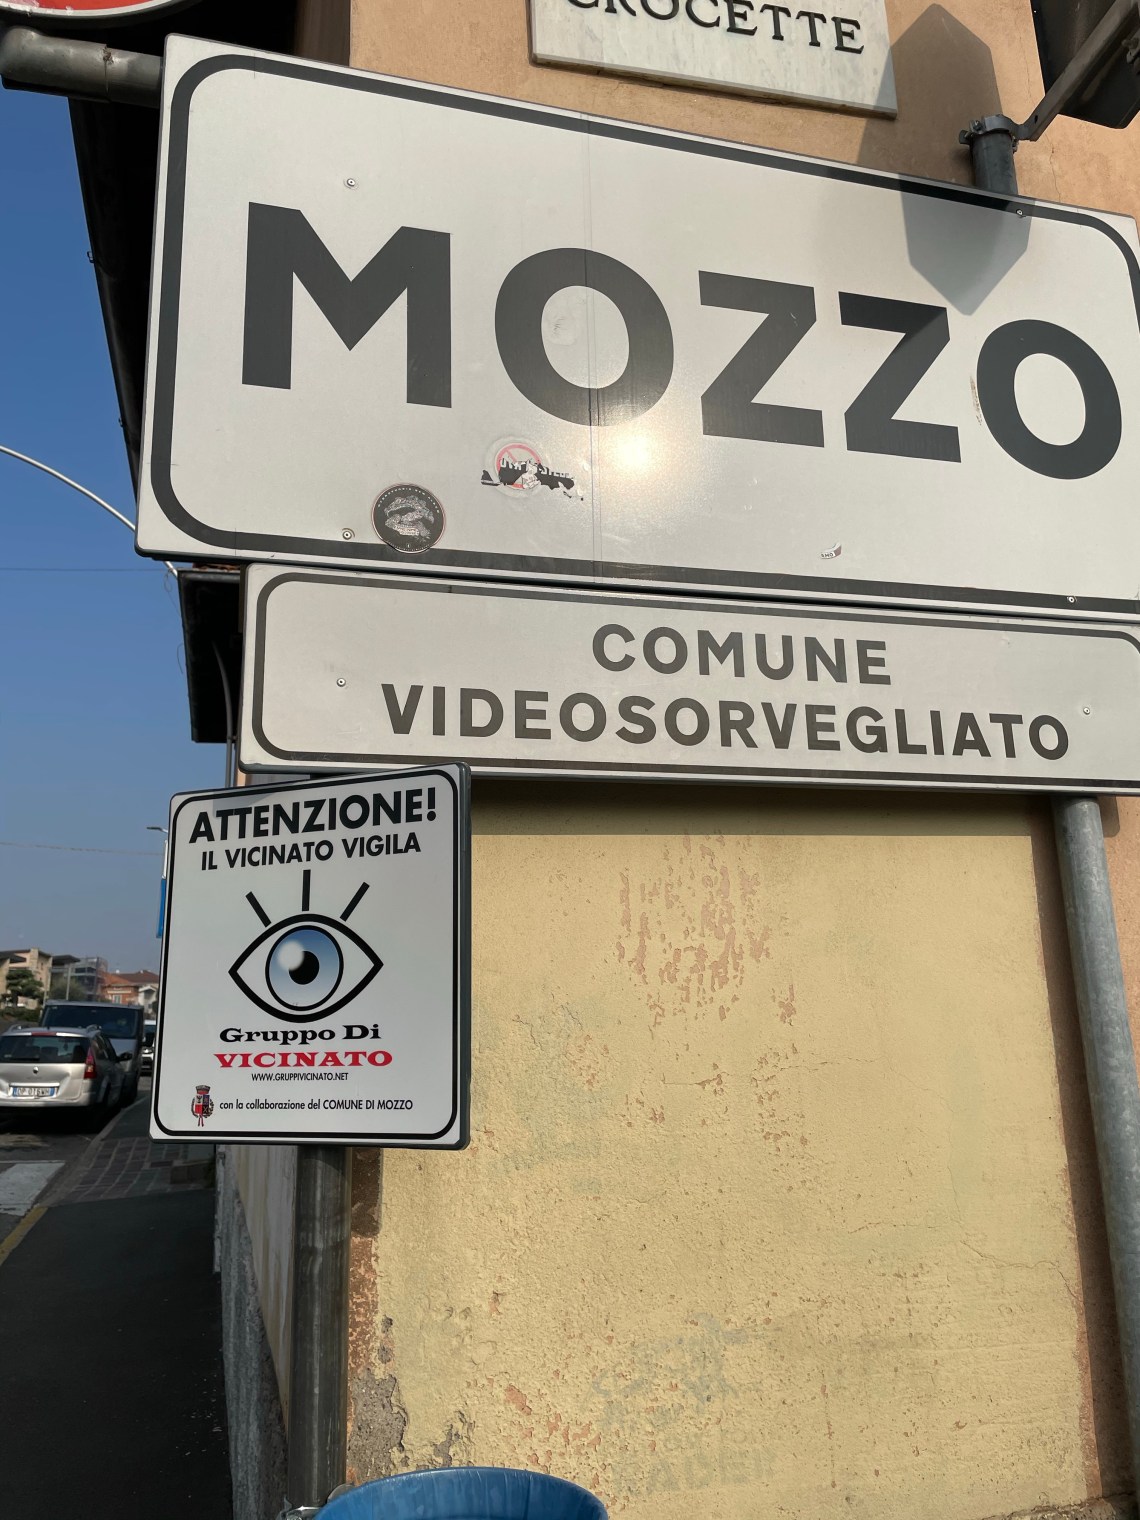 CROCETTE
MOZZO
COMUNE
VIDEOSORVEGLIATO
ATTENZIONE!
IL VICINATO VIGILA
Gruppo Di
VICINATO
WWW.GRUPPIVICINATO.NET
con la collaborazione del COMUNE DI MOZZO